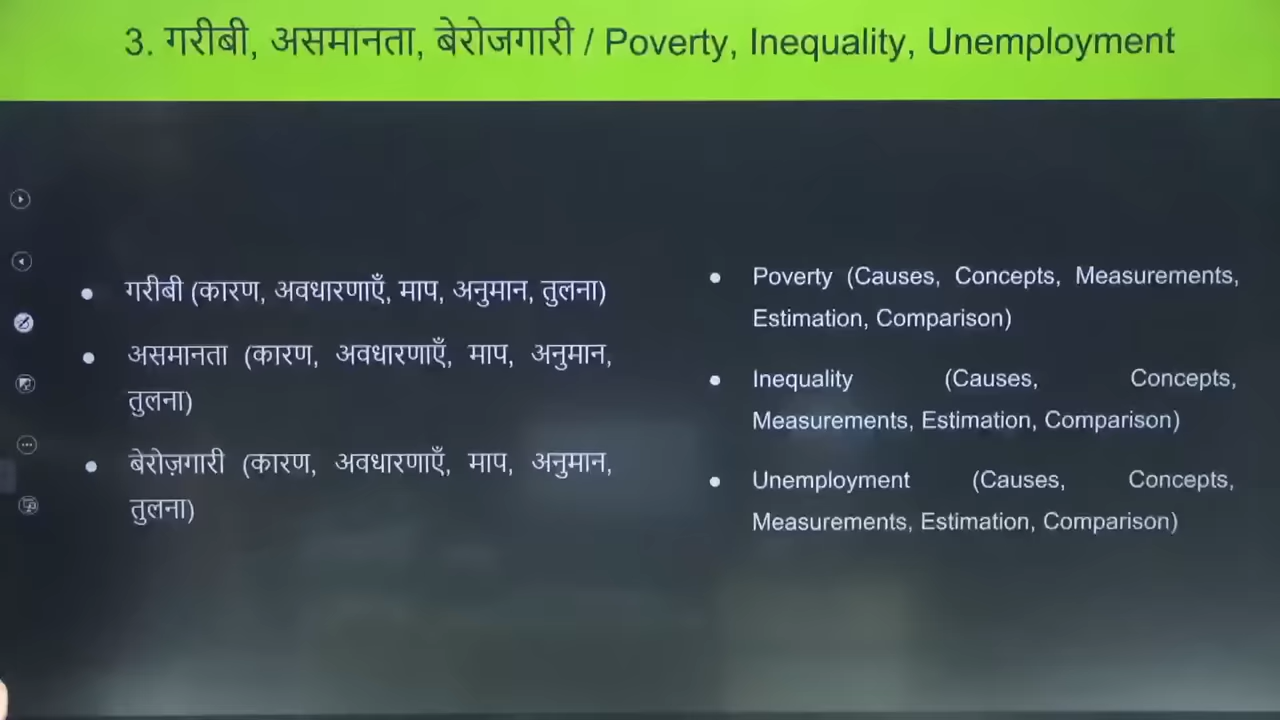 3. गरीबी, असमानता, बेरोजगारी / Poverty, Inequality, Unemployment
● गरीबी (कारण, अवधारणाएँ, माप, अनुमान, तुलना)
● असमानता (कारण, अवधारणाएँ, माप, अनुमान,
तुलना)
● बेरोज़गारी (कारण, अवधारणाएँ, माप, अनुमान,
तुलना)
● Poverty (Causes, Concepts, Measurements,
Estimation, Comparison)
● Inequality (Causes, Concepts,
Measurements, Estimation, Comparison)
● Unemployment (Causes, Concepts,
Measurements, Estimation, Comparison)